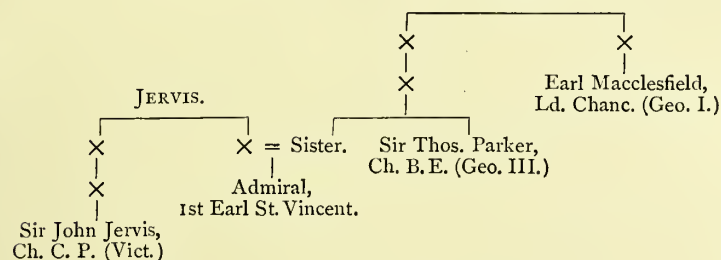 Earl Macclesfield,
Ld. Chanc. (Geo. I.)
JERVIS.
× = Sister.
Sir Thos. Parker,
Ch. B. E. (Geo. III.)
Admiral,
1st Earl St. Vincent.
Sir John Jervis,
Ch. C. P. (Vict.)